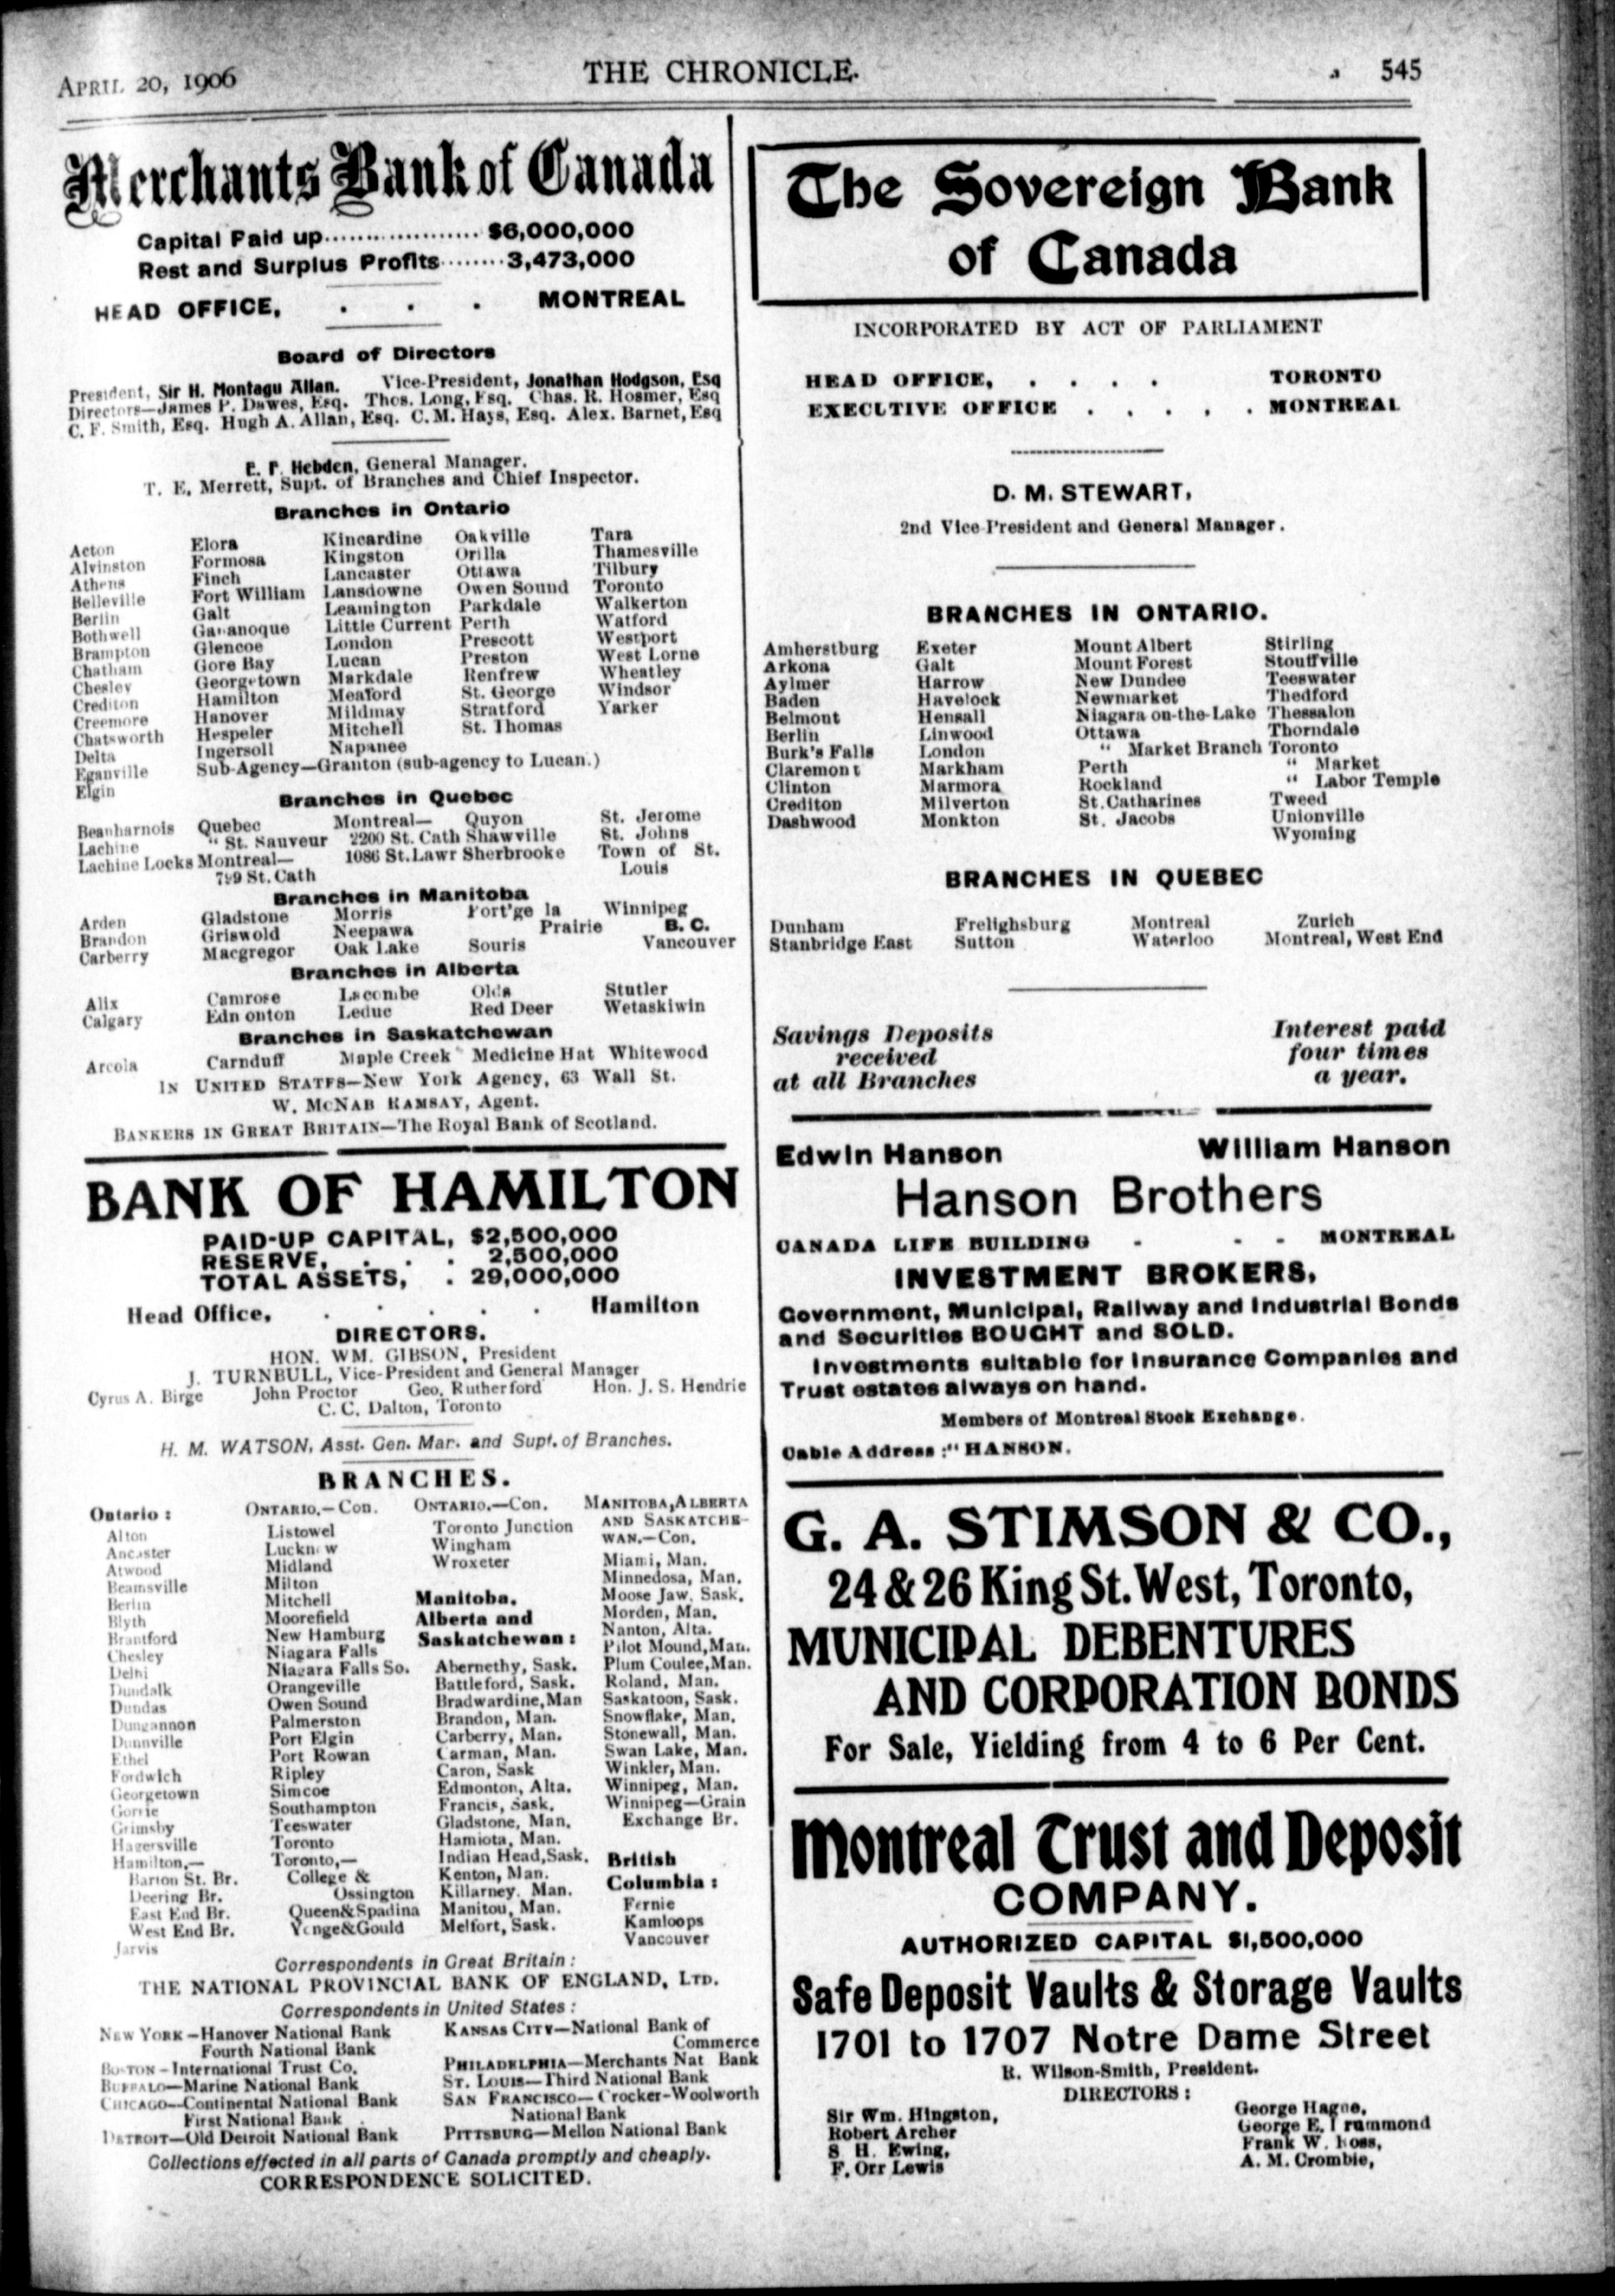 APRIL 20, 1906 THE CHRONICLE. 545
Merchants Bank of Canada
Capital Paid up................... $6,000,000
Rest and Surplus Profits........3,473,000
HEAD OFFICE, . . . MONTREAL
Board of Directors
President, Sir H. Montagu Allan. Vice-President, Jonathan Hodgson, Esq
Directors—James P. Dawes, Esq. Thos. Long, Esq. Chas. R. Hosmer, Esq
C. F. Smith, Esq. Hugh A. Allan, Esq. C. M. Hays, Esq. Alex. Barnet, Esq
E. F. Hebden, General Manager.
T. E. Merrett, Supt. of Branches and Chief Inspector.
Branches in Ontario
Acton Elora Kincardine Oakville Tara
Alvinston Formosa Kingston Orilla Thamesville
Athens Finch Lancaster Ottawa Tilbury
Belleville Fort William Lansdowne Owen Sound Toronto
Berlin Galt Leamington Parkdale Walkerton
Bothwell Gananoque Little Current Perth Watford
Brampton Glencoe London Prescott Westport
Chatham Gore Bay Lucan Preston West Lorne
Chesley Georgetown Markdale Renfrew Wheatley
Crediton Hamilton Meaford St. George Windsor
Creemore Hanover Mildmay Stratford Yarker
Chatsworth Hespeler Mitchell St. Thomas
Delta Ingersoll Napanee
Eganville Sub-Agency—Granton (sub-agency to Lucan.)
Elgin
Branches in Quebec
Beauharnois Quebec Montreal— Quyon St. Jerome
Lachine " St. Sauveur 2200 St. Cath Shawville St. Johns
Lachine Locks Montreal— 1086 St. Lawr Sherbrooke Town of St.
799 St. Cath Louis
Branches in Manitoba
Arden Gladstone Morris Port'ge la Winnipeg
Brandon Griswold Neepawa Prairie B. C.
Carberry Macgregor Oak Lake Souris Vancouver
Branches in Alberta
Alix Camrose Lacombe Olds Stutler
Calgary Edn onton Leduc Red Deer Wetaskiwin
Branches in Saskatchewan
Arcola Carnduff Maple Creek Medicine Hat Whitewood
IN UNITED STATES—New York Agency, 63 Wall St.
W. McNAB RAMSAY, Agent.
BANKERS IN GREAT BRITAIN—The Royal Bank of Scotland.
BANK OF HAMILTON
PAID-UP CAPITAL, $2,500,000
RESERVE, . . . 2,500,000
TOTAL ASSETS, . 29,000,000
Head Office, . . . . . Hamilton
DIRECTORS.
HON. WM. GIBSON, President
J. TURNBULL, Vice-President and General Manager
Cyrus A. Birge John Proctor Geo. Rutherford Hon. J. S. Hendrie
C. C. Dalton, Toronto
H. M. WATSON, Asst. Gen. Mar. and Supt. of Branches.
BRANCHES.
Ontario:
Alton
Ancaster
Atwood
Beamsville
Berlin
Blyth
Brantford
Chesley
Delhi
Dundalk
Dundas
Dungannon
Dunnville
Ethel
Fordwich
Georgetown
Gorrie
Grimsby
Hagersville
Hamilton,—
Barton St. Br.
Deering Br.
East End Br.
West End Br.
Jarvis
ONTARIO.—Con.
Listowel
Lucknow
Midland
Milton
Mitchell
Moorefield
New Hamburg
Niagara Falls
Niagara Falls So.
Orangeville
Owen Sound
Palmerston
Port Elgin
Port Rowan
Ripley
Simcoe
Southampton
Teeswater
Toronto
Toronto,—
College &
Ossington
Queen&Spadina
Yonge&Gould
ONTARIO.—Con.
Toronto Junction
Wingham
Wroxeter
Manitoba,
Alberta and
Saskatchewan:
Abernethy, Sask.
Battleford, Sask.
Bradwardine, Man
Brandon, Man.
Carberry, Man.
Carman, Man.
Caron, Sask
Edmonton, Alta.
Francis, Sask.
Gladstone, Man.
Hamiota, Man.
Indian Head, Sask.
Kenton, Man.
Killarney, Man.
Manitou, Man.
Melfort, Sask.
MANITOBA, ALBERTA
AND SASKATCHE-
WAN.—Con.
Miami, Man.
Minnedosa, Man.
Moose Jaw, Sask.
Morden, Man.
Nanton, Alta.
Pilot Mound, Man.
Plum Coulee, Man.
Roland, Man.
Saskatoon, Sask.
Snowflake, Man.
Stonewall, Man.
Swan Lake, Man.
Winkler, Man.
Winnipeg, Man.
Winnipeg—Grain
Exchange Br.
British
Columbia:
Fernie
Kamloops
Vancouver
Correspondents in Great Britain:
THE NATIONAL PROVINCIAL BANK OF ENGLAND, LTD.
Correspondents in United States:
NEW YORK—Hanover National Bank
Fourth National Bank
BOSTON—International Trust Co.
BUFFALO—Marine National Bank
CHICAGO—Continental National Bank
First National Bank
DETROIT—Old Detroit National Bank
KANSAS CITY—National Bank of
Commerce
PHILADELPHIA—Merchants Nat Bank
ST. LOUIS—Third National Bank
SAN FRANCISCO—Crocker-Woolworth
National Bank
PITTSBURG—Mellon National Bank
Collections effected in all parts of Canada promptly and cheaply.
CORRESPONDENCE SOLICITED.
The Sovereign Bank
of Canada
INCORPORATED BY ACT OF PARLIAMENT
HEAD OFFICE, . . . . TORONTO
EXECUTIVE OFFICE . . . . . MONTREAL
D. M. STEWART,
2nd Vice-President and General Manager.
BRANCHES IN ONTARIO.
Amherstburg Exeter Mount Albert Stirling
Arkona Galt Mount Forest Stouffville
Aylmer Harrow New Dundee Teeswater
Baden Havelock Newmarket Thedford
Belmont Hensall Niagara on-the-Lake Thessalon
Berlin Linwood Ottawa Thorndale
Burk's Falls London " Market Branch Toronto
Claremont Markham Perth " Market
Clinton Marmora Rockland " Labor Temple
Crediton Milverton St. Catharines Tweed
Dashwood Monkton St. Jacobs Unionville
Wyoming
BRANCHES IN QUEBEC
Dunham Frelighsburg Montreal Zurich
Stanbridge East Sutton Waterloo Montreal, West End
Savings Deposits
received
at all Branches
Interest paid
four times
a year.
Edwin Hanson William Hanson
Hanson Brothers
CANADA LIFE BUILDING - - - MONTREAL
INVESTMENT BROKERS,
Government, Municipal, Railway and Industrial Bonds
and Securities BOUGHT and SOLD.
Investments suitable for Insurance Companies and
Trust estates always on hand.
Members of Montreal Stock Exchange.
Cable Address :"HANSON.
G. A. STIMSON & CO.,
24 & 26 King St. West, Toronto,
MUNICIPAL DEBENTURES
AND CORPORATION BONDS
For Sale, Yielding from 4 to 6 Per Cent.
Montreal Trust and Deposit
COMPANY.
AUTHORIZED CAPITAL $1,500,000
Safe Deposit Vaults & Storage Vaults
1701 to 1707 Notre Dame Street
R. Wilson-Smith, President.
DIRECTORS:
Sir Wm. Hingston,
Robert Archer
S H. Ewing,
F. Orr Lewis
George Hague,
George E. Drummond
Frank W. Ross,
A. M. Crombie,